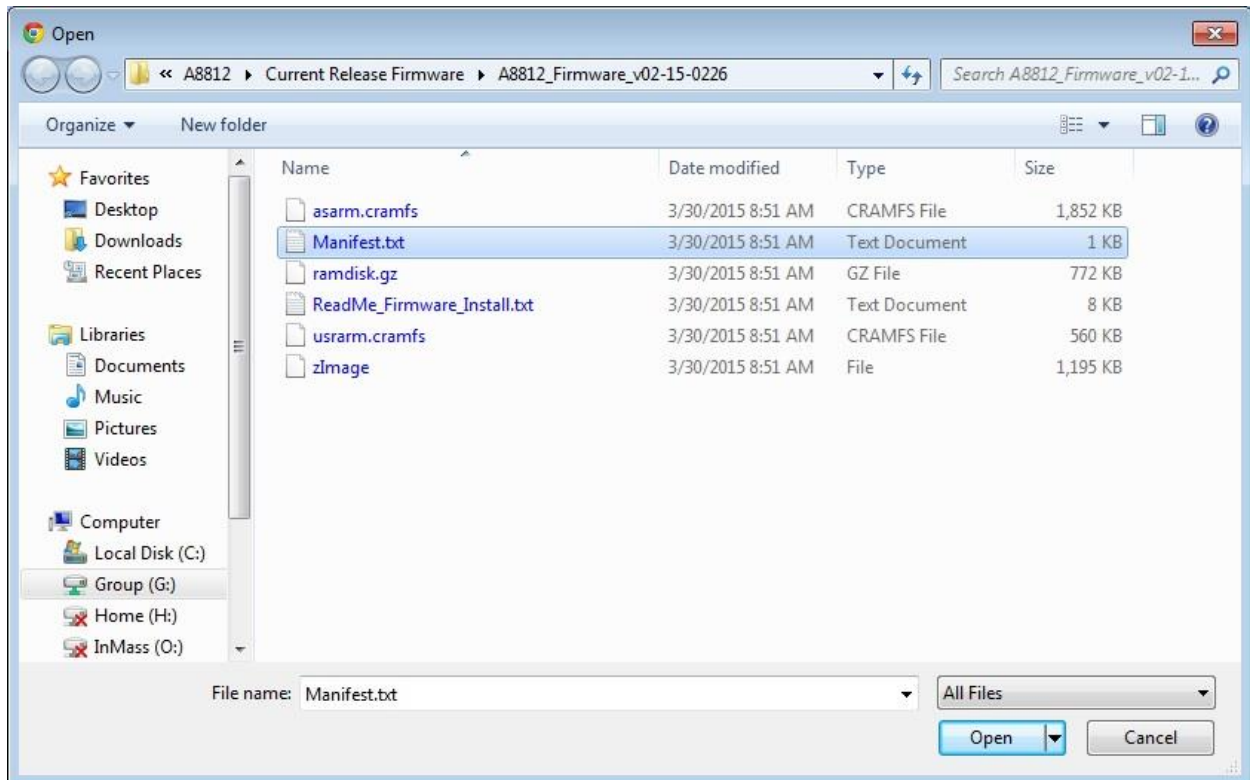 Open
« A8812 ▸ Current Release Firmware ▸ A8812_Firmware_v02-15-0226
Search A8812_Firmware_v02-1...
Organize New folder
Favorites
Desktop
Downloads
Recent Places
Libraries
Documents
Music
Pictures
Videos
Computer
Local Disk (C:)
Group (G:)
Home (H:)
InMass (O:)
Name Date modified Type Size
asarm.cramfs 3/30/2015 8:51 AM CRAMFS File 1,852 KB
Manifest.txt 3/30/2015 8:51 AM Text Document 1 KB
ramdisk.gz 3/30/2015 8:51 AM GZ File 772 KB
ReadMe_Firmware_Install.txt 3/30/2015 8:51 AM Text Document 8 KB
usrarm.cramfs 3/30/2015 8:51 AM CRAMFS File 560 KB
zImage 3/30/2015 8:51 AM File 1,195 KB
File name: Manifest.txt All Files
Open Cancel